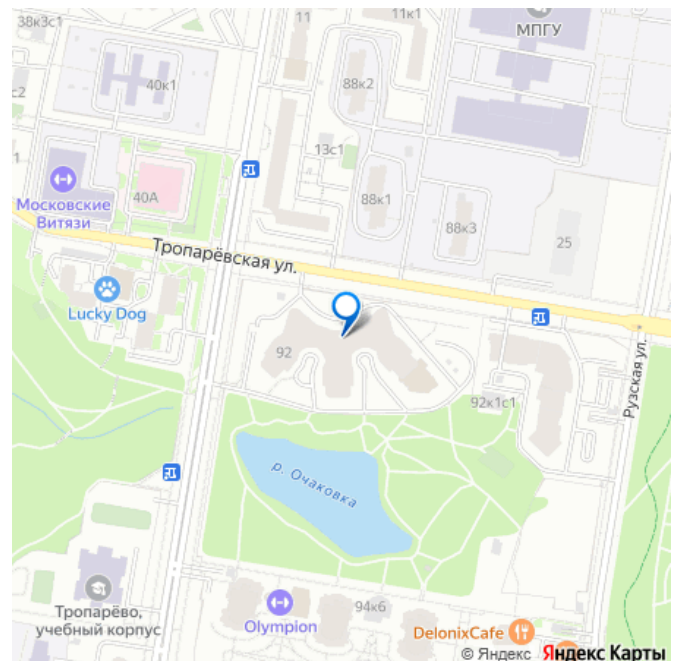 38к3с1
11
11к1
МПГУ
88к2
40к1
с2
13с1
Московские
Витязи
40А
88к1
88к3
25
Тропарёвская ул.
Lucky Dog
92
Рузская ул.
92к1с1
р. Очаковка
Тропарёво,
учебный корпус
94к6
Olympion
DelonixCafe
© Яндекс Яндекс Карты